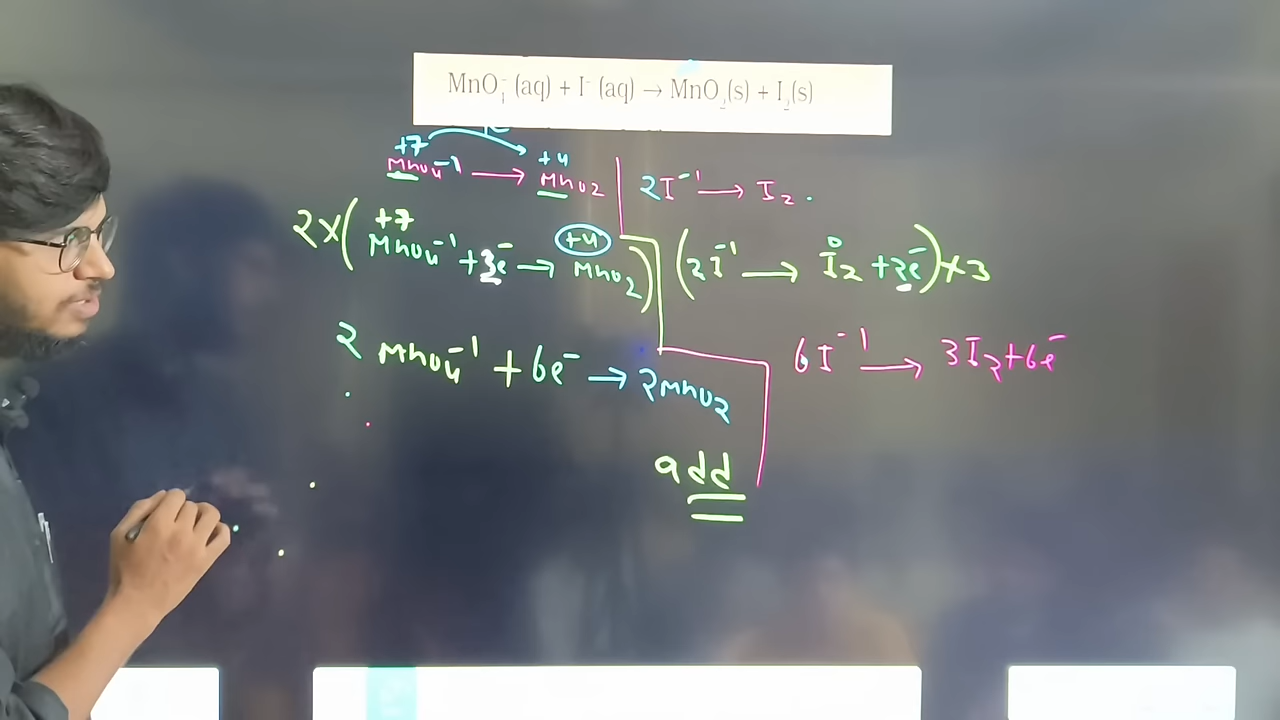 MnO₄⁻(aq) + I⁻(aq) → MnO₂(s) + I₂(s)
+7 +4
MnO4⁻¹ → MnO2 | 2I⁻¹ → I2.
+7 +4 0
2×(MnO4⁻¹ + 3e⁻ → MnO2) (2I⁻¹ → I2 + 2e⁻)×3
2 MnO4⁻¹ + 6e⁻ → 2MnO2 6I⁻¹ → 3I2 + 6e⁻
add